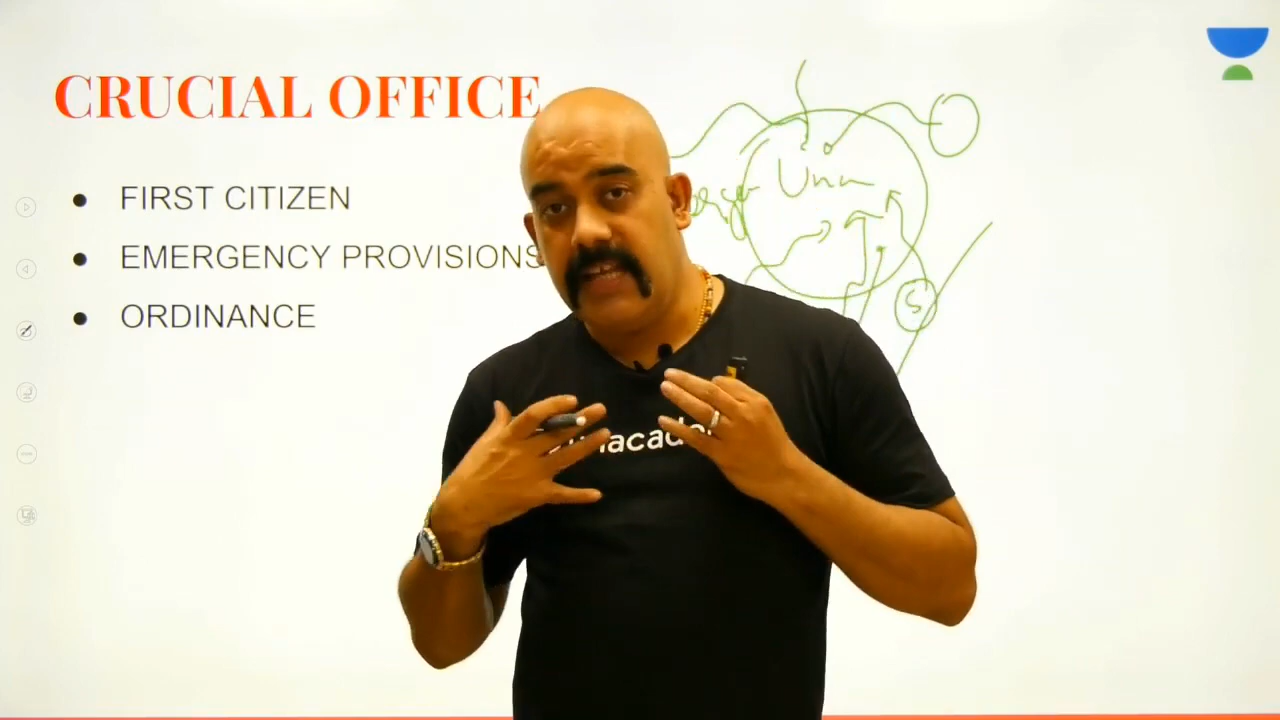 CRUCIAL OFFICE
• FIRST CITIZEN
• EMERGENCY PROVISIONS
• ORDINANCE
S